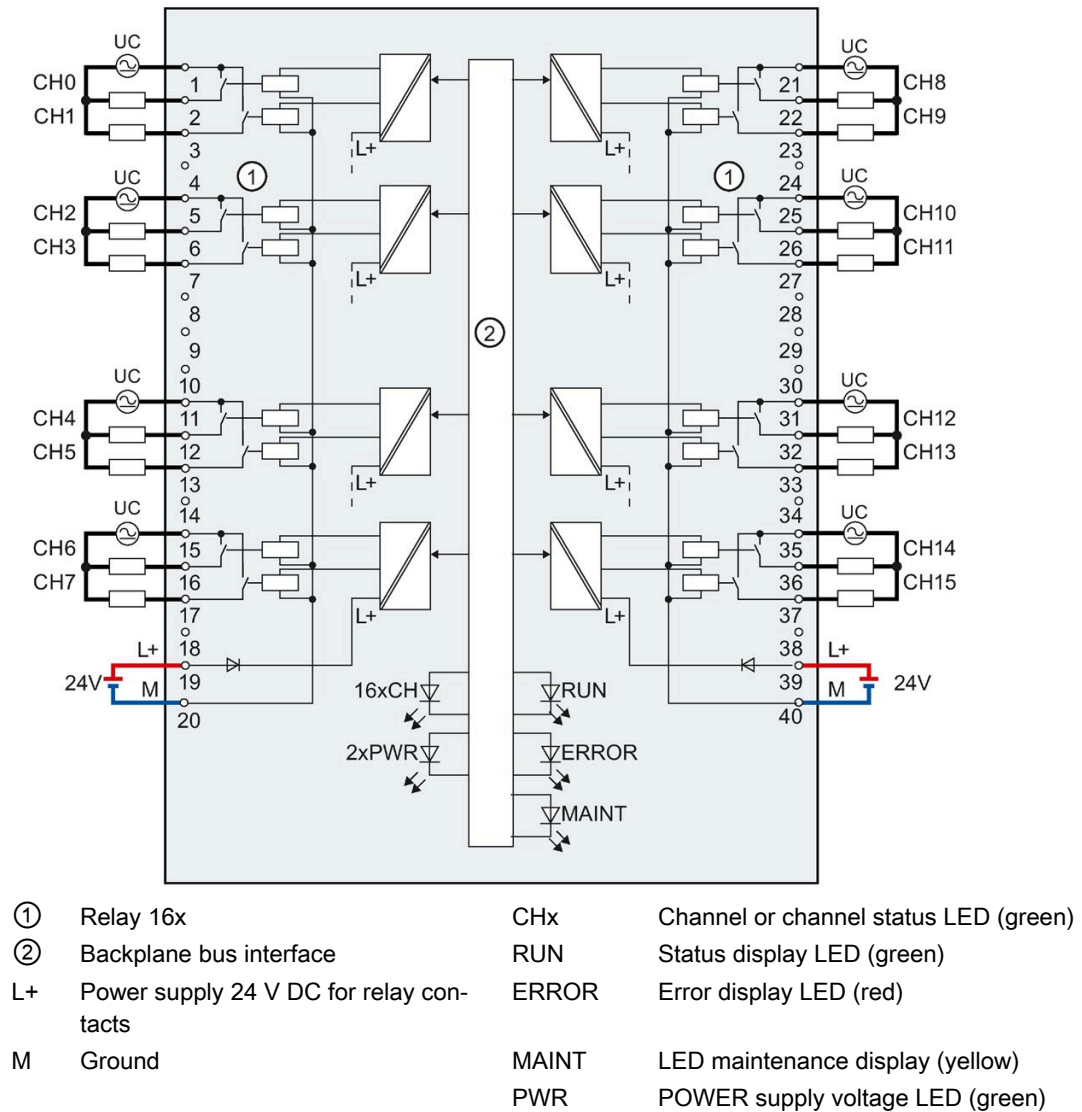 UC UC
CH0 1 21 CH8
CH1 2 22 CH9
3 L+ L+ 23
UC 4 ① ① 24 UC
CH2 5 25 CH10
CH3 6 26 CH11
7 L+ L+ 27
8 28
②
9 29
UC 10 30 UC
CH4 11 31 CH12
CH5 12 32 CH13
13 L+ L+ 33
UC 14 34 UC
CH6 15 35 CH14
CH7 16 36 CH15
17 L+ L+ 37
L+ 18 38 L+
24V M 19 16xCH RUN 39 M 24V
20 40
2xPWR ERROR
MAINT
① Relay 16x CHx Channel or channel status LED (green)
② Backplane bus interface RUN Status display LED (green)
L+ Power supply 24 V DC for relay con- ERROR Error display LED (red)
tacts
M Ground MAINT LED maintenance display (yellow)
PWR POWER supply voltage LED (green)